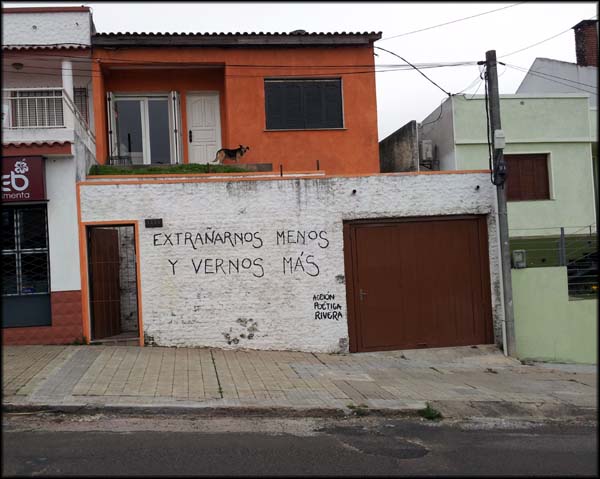 EXTRAÑARNOS MENOS
Y VERNOS MÁS
ACCIÓN
POÉTICA
RIVERA